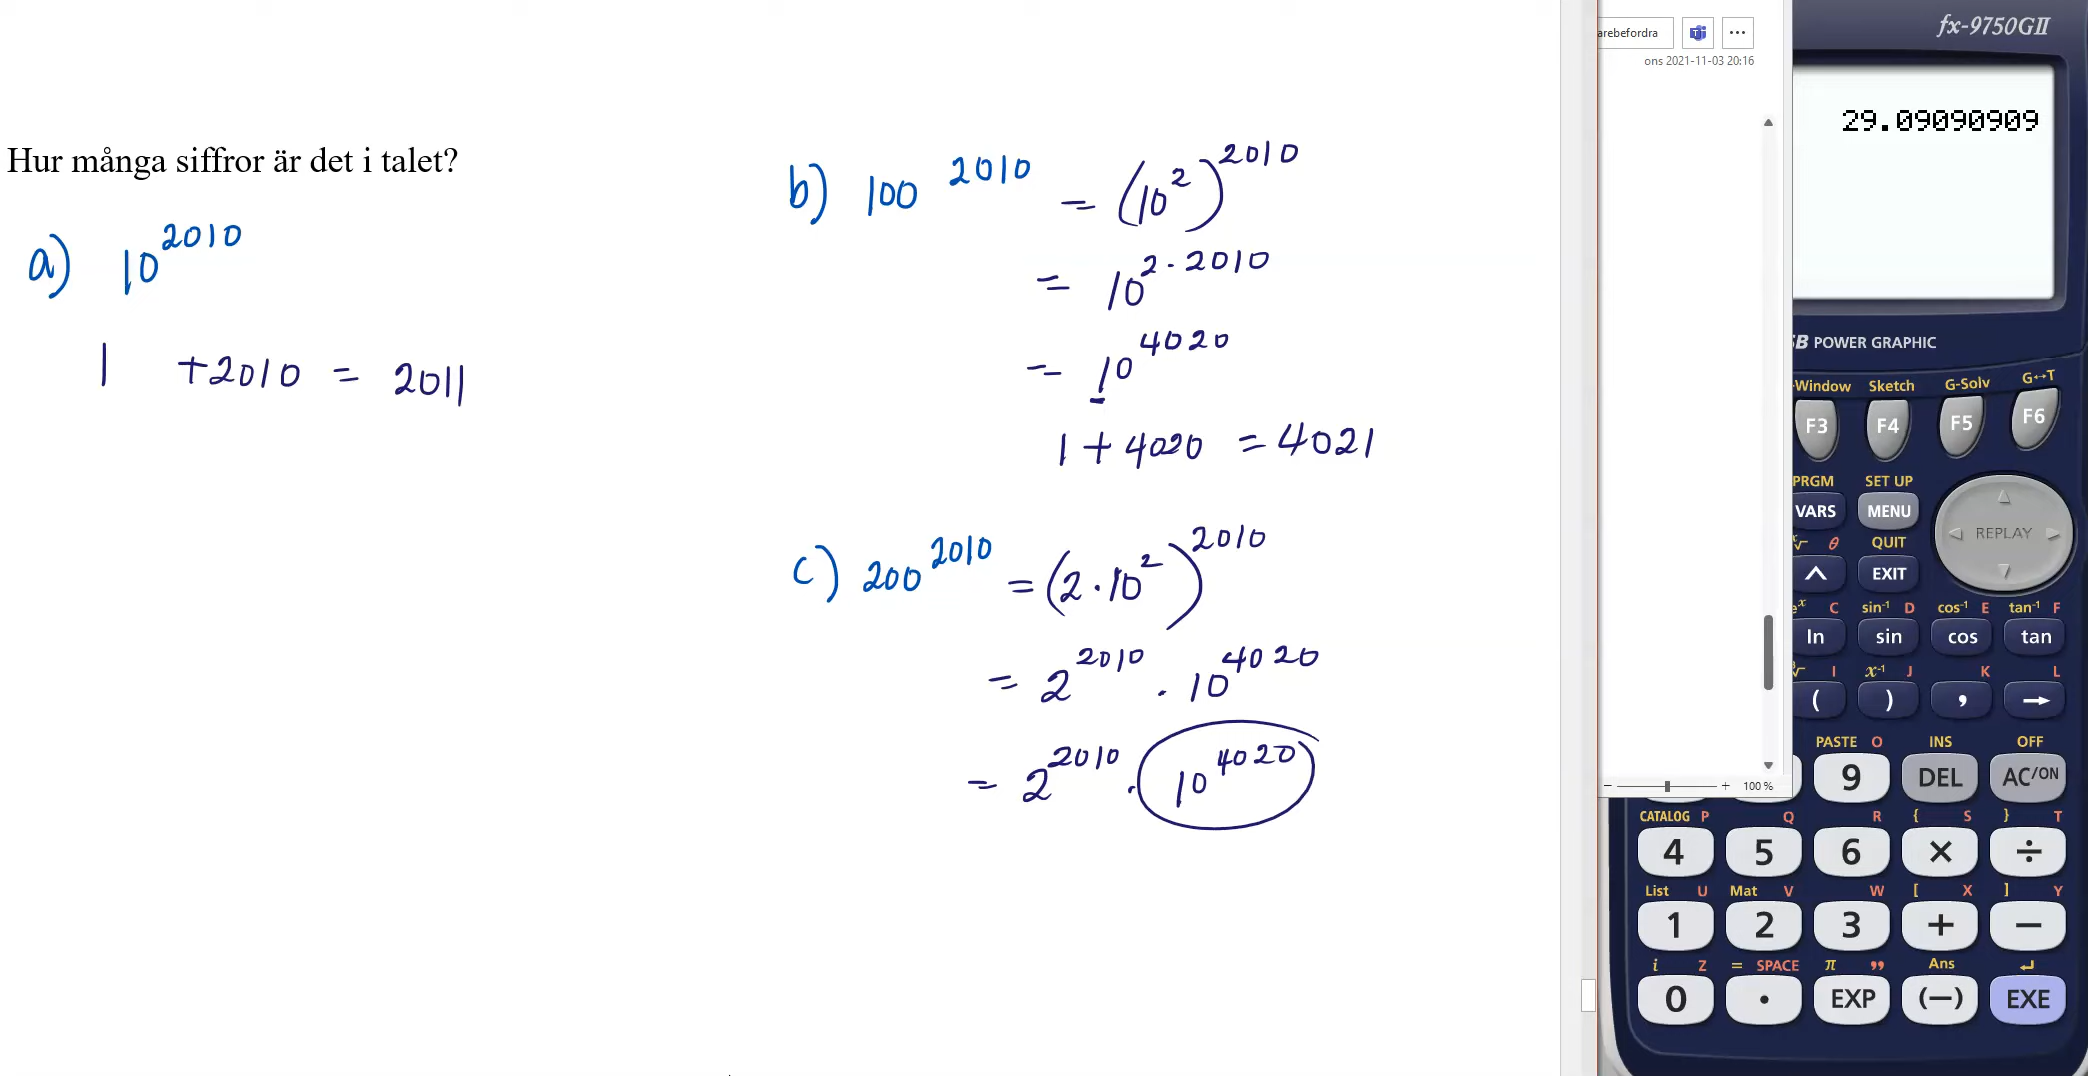 Hur många siffror är det i talet?
a) 10^2010
1 +2010 = 2011
b) 100^2010 = (10^2)^2010
= 10^2·2010
= 10^4020
1 + 4020 = 4021
c) 200^2010 = (2·10^2)^2010
= 2^2010 · 10^4020
= 2^2010 · 10^4020
arebefordra
ons 2021-11-03 20:16
− + 100 %
fx-9750GII
29.09090909
SB POWER GRAPHIC
-Window Sketch G-Solv G↔T
F3 F4 F5 F6
PRGM SET UP
VARS MENU REPLAY
√ θ QUIT
^ EXIT
e^x C sin⁻¹ D cos⁻¹ E tan⁻¹ F
ln sin cos tan
³√ I x⁻¹ J K L
( ) , →
PASTE O INS OFF
9 DEL AC/ON
CATALOG P Q R { S } T
4 5 6 × ÷
List U Mat V W [ X ] Y
1 2 3 + −
i Z = SPACE π " Ans ↵
0 • EXP (−) EXE